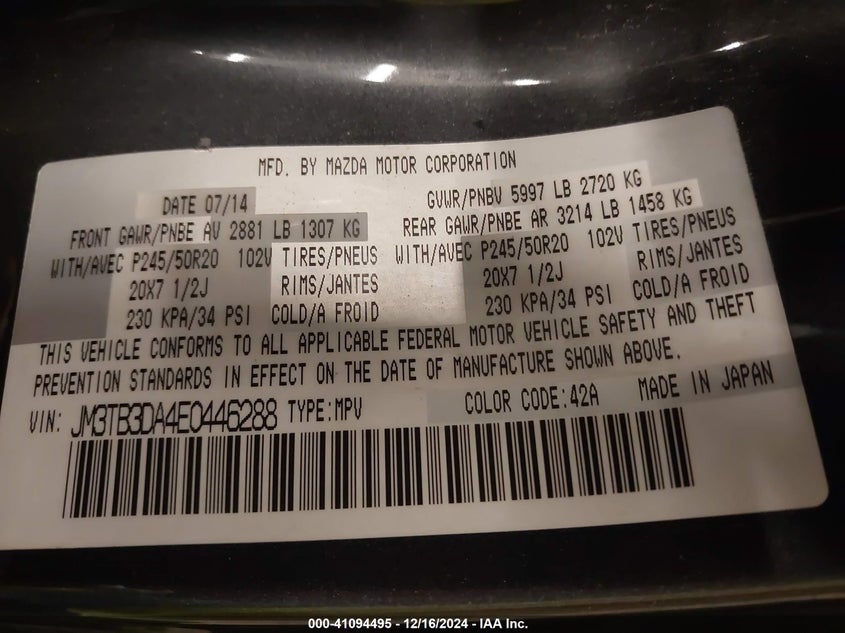 MFD. BY MAZDA MOTOR CORPORATION
DATE 07/14 GVWR/PNBV 5997 LB 2720 KG
FRONT GAWR/PNBE AV 2881 LB 1307 KG REAR GAWR/PNBE AR 3214 LB 1458 KG
WITH/AVEC P245/50R20 102V TIRES/PNEUS WITH/AVEC P245/50R20 102V TIRES/PNEUS
20X7 1/2J RIMS/JANTES 20X7 1/2J RIMS/JANTES
230 KPA/34 PSI COLD/A FROID 230 KPA/34 PSI COLD/A FROID
THIS VEHICLE CONFORMS TO ALL APPLICABLE FEDERAL MOTOR VEHICLE SAFETY AND THEFT
PREVENTION STANDARDS IN EFFECT ON THE DATE OF MANUFACTURE SHOWN ABOVE.
VIN: JM3TB3DA4E0446288 TYPE:MPV COLOR CODE:42A MADE IN JAPAN
000-41094495 - 12/16/2024 - IAA Inc.